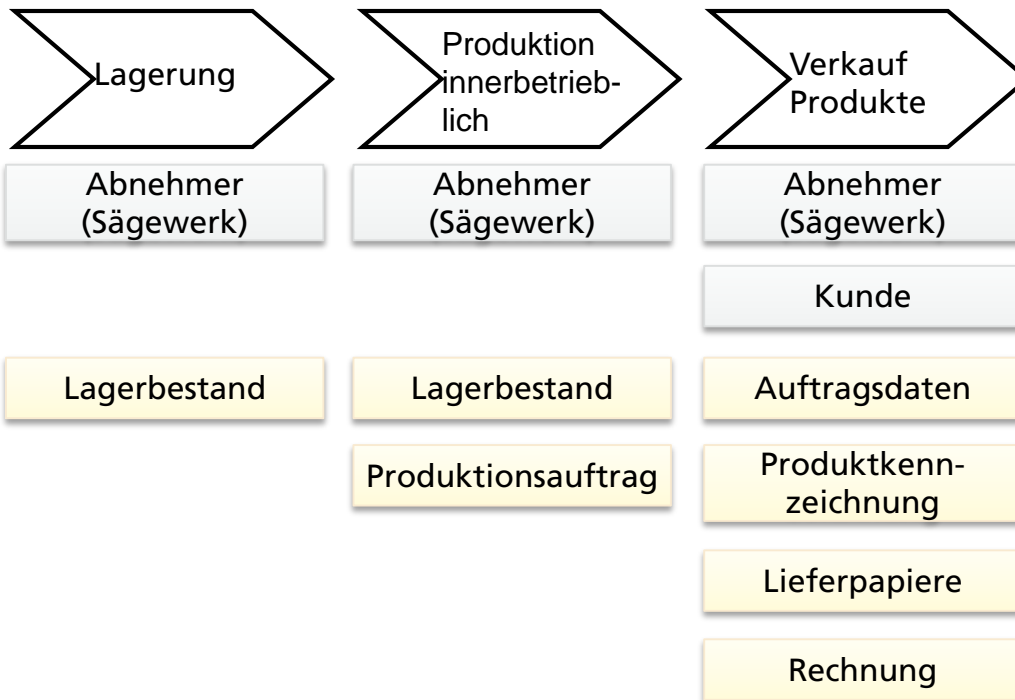 Lagerung
Produktion
innerbetrieb-
lich
Verkauf
Produkte
Abnehmer
(Sägewerk)
Abnehmer
(Sägewerk)
Abnehmer
(Sägewerk)
Kunde
Lagerbestand
Lagerbestand
Auftragsdaten
Produktionsauftrag
Produktkenn-
zeichnung
Lieferpapiere
Rechnung